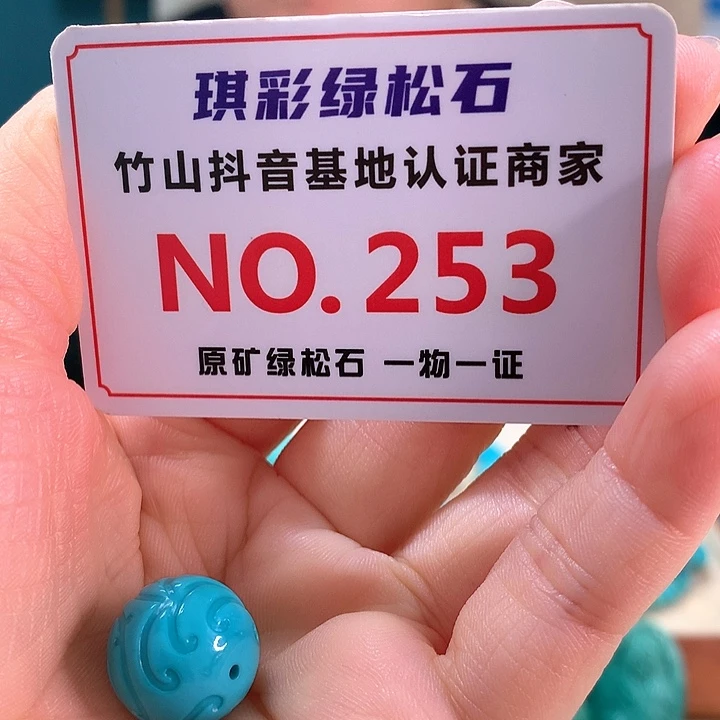 琪彩绿松石
竹山抖音基地认证商家
NO.253
原矿绿松石 一物一证